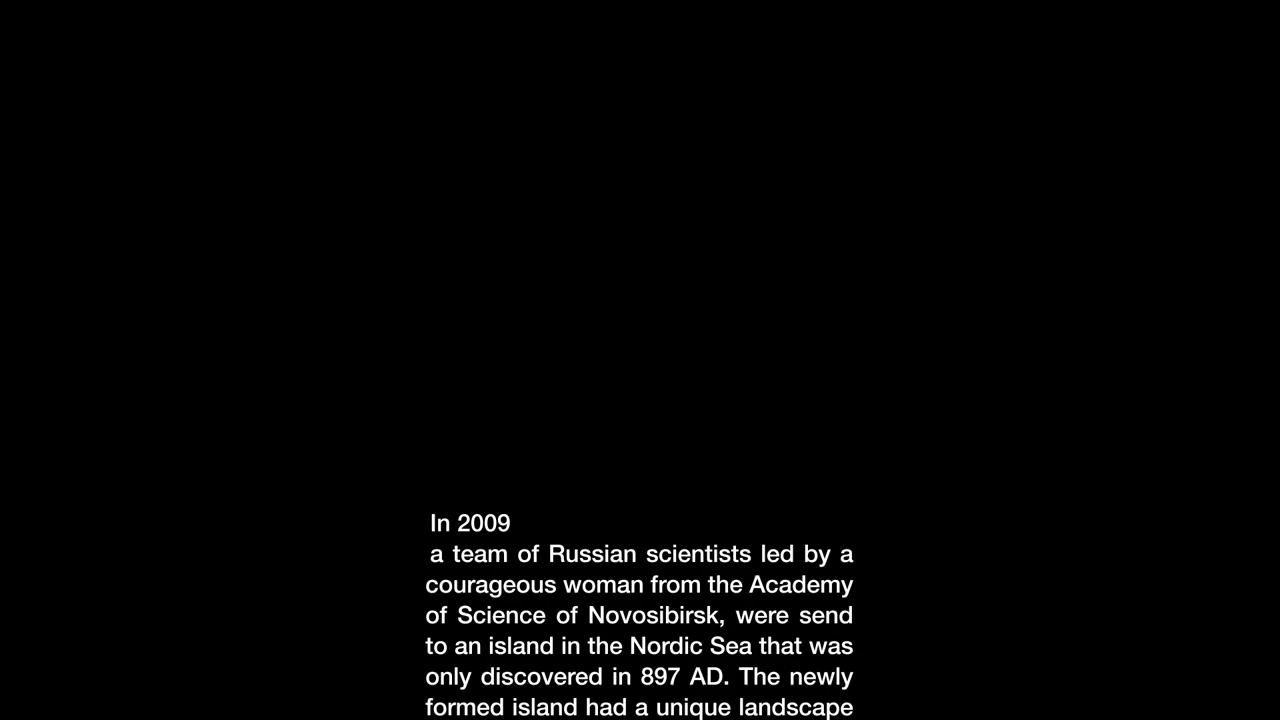 In 2009
a team of Russian scientists led by a
courageous woman from the Academy
of Science of Novosibirsk, were send
to an island in the Nordic Sea that was
only discovered in 897 AD. The newly
formed island had a unique landscape